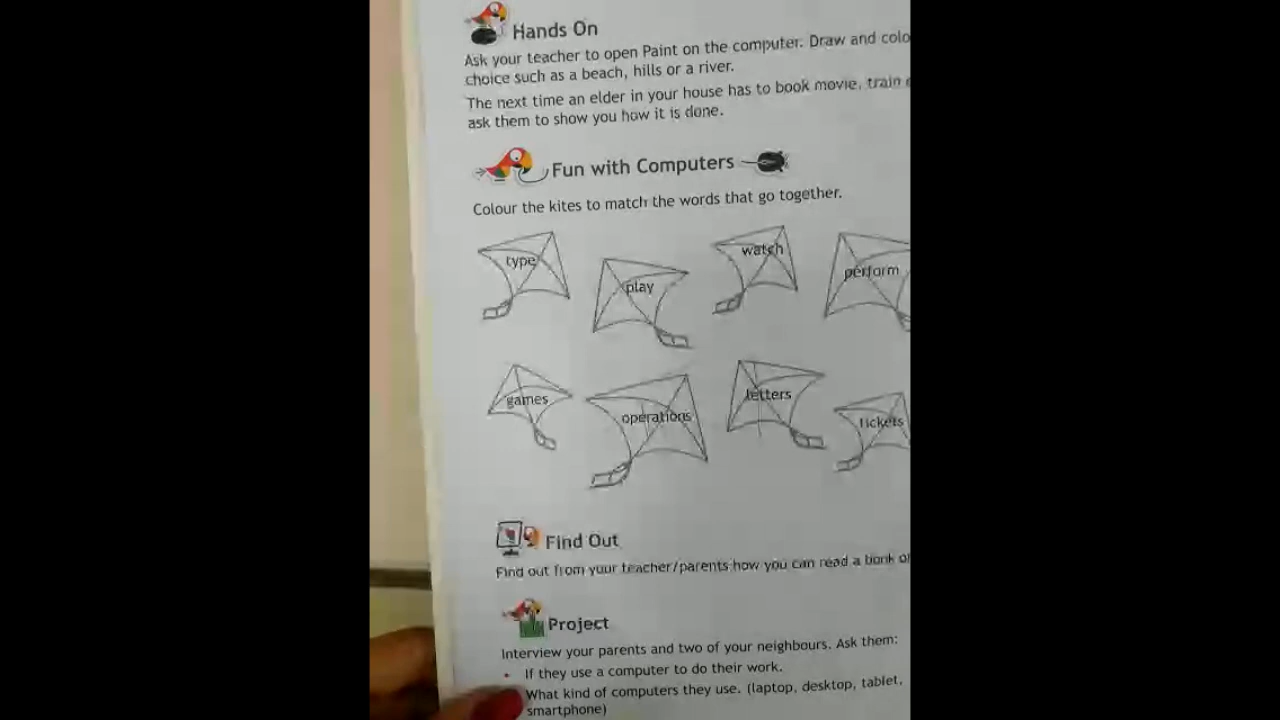 Hands On
Ask your teacher to open Paint on the computer. Draw and colo
choice such as a beach, hills or a river.
The next time an elder in your house has to book movie, train
ask them to show you how it is done.
Fun with Computers
Colour the kites to match the words that go together.
type
play
watch
perform
games
operations
letters
tickets
Find Out
Find out from your teacher/parents how you can read a book
Project
Interview your parents and two of your neighbours. Ask them:
• If they use a computer to do their work.
What kind of computers they use. (laptop, desktop, tablet,
smartphone)